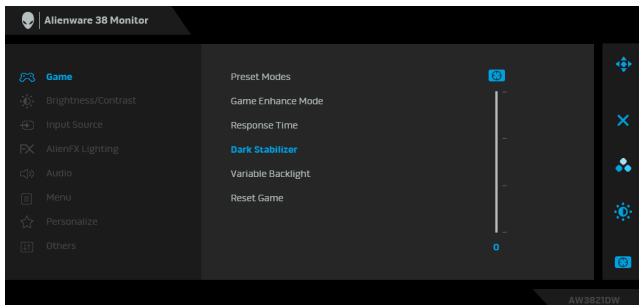 Alienware 38 Monitor
Game
Brightness/Contrast
Input Source
FX AlienFX Lighting
Audio
Menu
Personalize
Others
Preset Modes
Game Enhance Mode
Response Time
Dark Stabilizer
Variable Backlight
Reset Game
0
AW3821DW